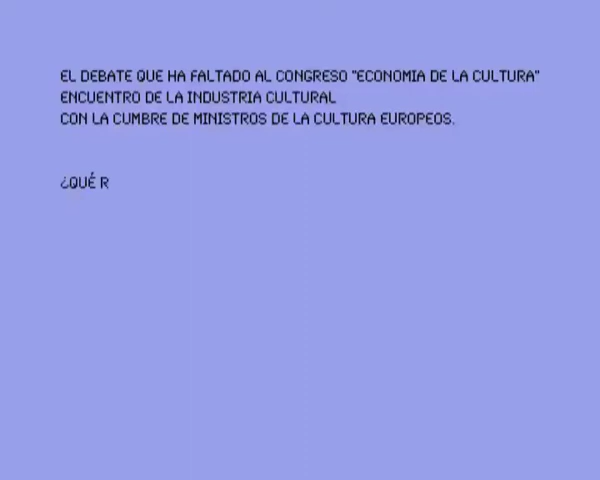 EL DEBATE QUE HA FALTADO AL CONGRESO "ECONOMIA DE LA CULTURA"
ENCUENTRO DE LA INDUSTRIA CULTURAL
CON LA CUMBRE DE MINISTROS DE LA CULTURA EUROPEOS.
¿QUÉ R